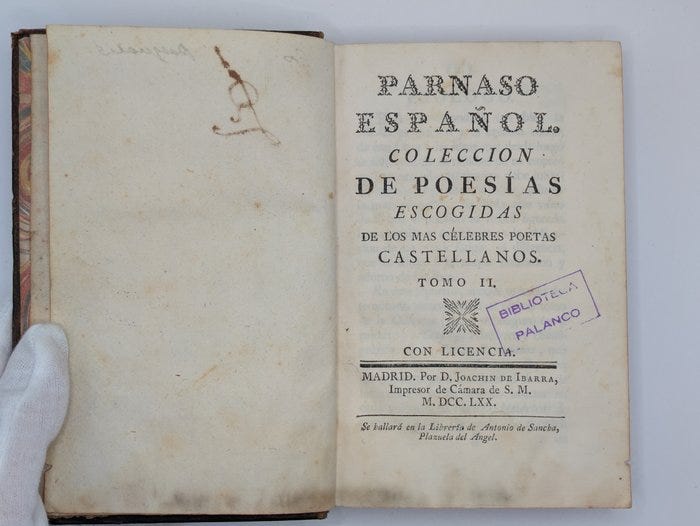 PARNASO
ESPAÑOL.
COLECCION
DE POESÍAS
ESCOGIDAS
DE LOS MAS CÉLEBRES POETAS
CASTELLANOS.
TOMO II.
BIBLIOTECA
PALANCO
CON LICENCIA.
MADRID. Por D. JOACHIN DE IBARRA,
Impresor de Cámara de S. M.
M. DCC. LXX.
Se hallará en la Librería de Antonio de Sancha,
Plazuela del Angel.